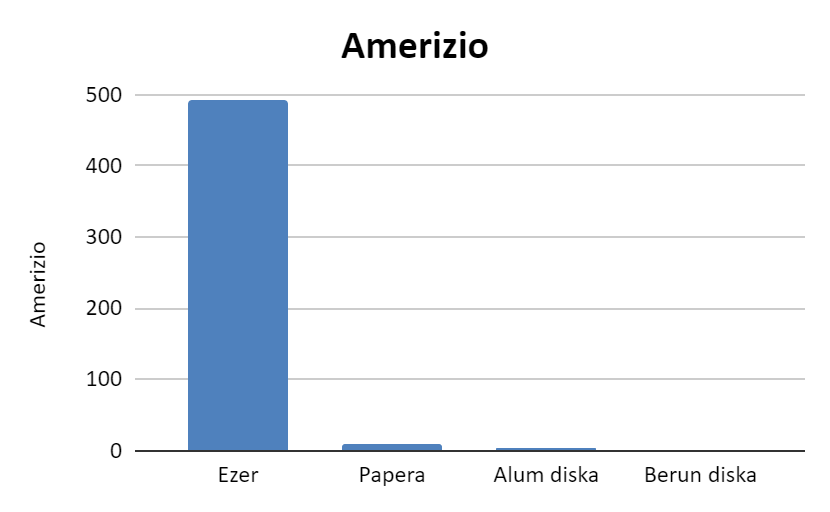 Amerizio
500
400
300
200
100
0
Amerizio
Ezer
Papera
Alum diska
Berun diska